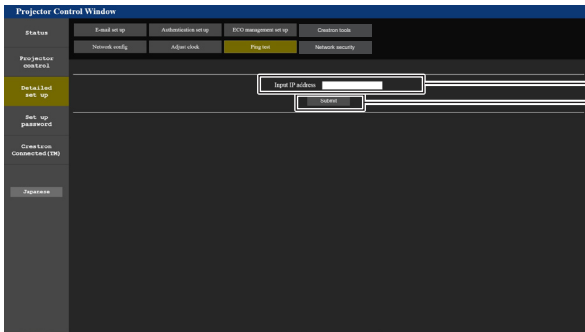 Projector Control Window
Status
E-mail set up
Authentication set up
ECO management set up
Crestron tools
Network config
Adjust clock
Ping test
Network security
Projector
control
Detailed
set up
Set up
password
Crestron
Connected(TM)
Japanese
Input IP address
Submit